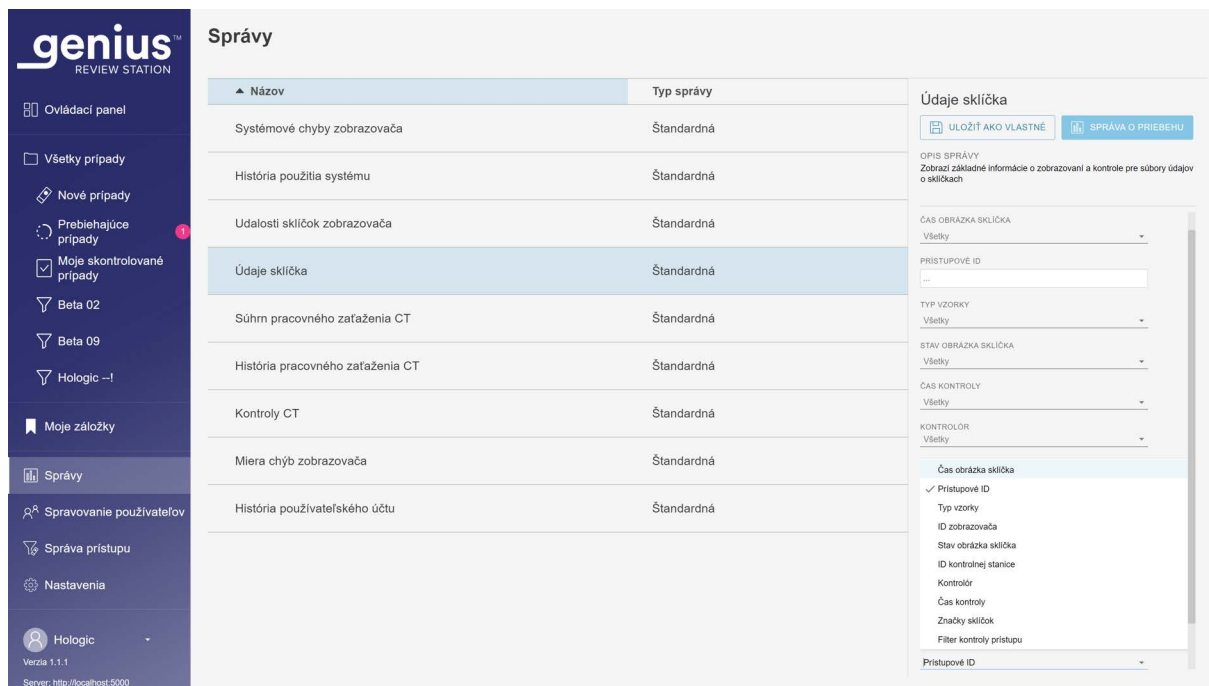 genius™
REVIEW STATION
Ovládací panel
Všetky prípady
Nové prípady
Prebiehajúce
prípady
1
Moje skontrolované
prípady
Beta 02
Beta 09
Hologic --!
Moje záložky
Správy
Spravovanie používateľov
Správa prístupu
Nastavenia
Hologic
Verzia 1.1.1
Server: http://localhost:5000
Správy
Názov Typ správy
Systémové chyby zobrazovača Štandardná
História použitia systému Štandardná
Udalosti sklíčok zobrazovača Štandardná
Údaje sklíčka Štandardná
Súhrn pracovného zaťaženia CT Štandardná
História pracovného zaťaženia CT Štandardná
Kontroly CT Štandardná
Miera chýb zobrazovača Štandardná
História používateľského účtu Štandardná
Údaje sklíčka
ULOŽIŤ AKO VLASTNÉ SPRÁVA O PRIEBEHU
OPIS SPRÁVY
Zobrazí základné informácie o zobrazovaní a kontrole pre súbory údajov
o sklíčkach
ČAS OBRÁZKA SKLÍČKA
Všetky
PRÍSTUPOVÉ ID
...
TYP VZORKY
Všetky
STAV OBRÁZKA SKLÍČKA
Všetky
ČAS KONTROLY
Všetky
KONTROLÓR
Všetky
Čas obrázka sklíčka
Prístupové ID
Typ vzorky
ID zobrazovača
Stav obrázka sklíčka
ID kontrolnej stanice
Kontrolór
Čas kontroly
Značky sklíčok
Filter kontroly prístupu
Prístupové ID